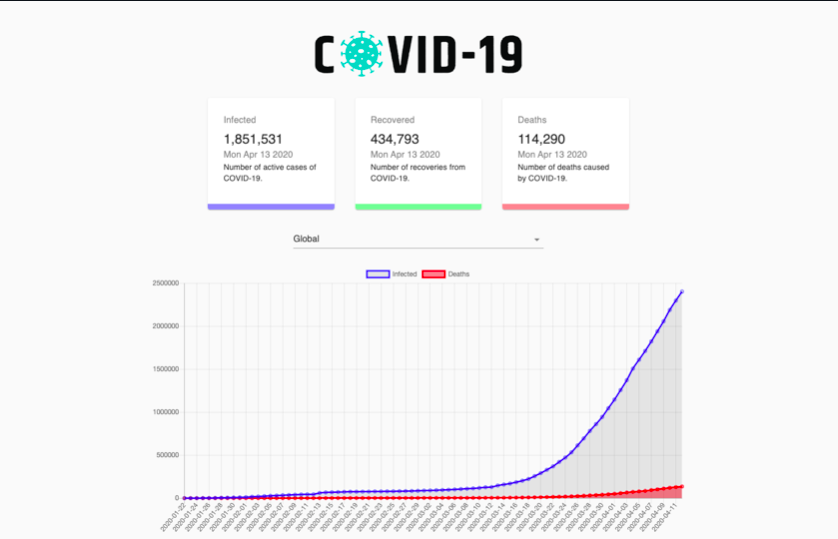 COVID-19
Infected
1,851,531
Mon Apr 13 2020
Number of active cases of
COVID-19.
Recovered
434,793
Mon Apr 13 2020
Number of recoveries from
COVID-19.
Deaths
114,290
Mon Apr 13 2020
Number of deaths caused
by COVID-19.
Global
Infected Deaths
2500000
2000000
1500000
1000000
500000
0
2020-01-22 2020-01-24 2020-01-26 2020-01-28 2020-01-30 2020-02-01 2020-02-03 2020-02-05 2020-02-07 2020-02-09 2020-02-11 2020-02-13 2020-02-15 2020-02-17 2020-02-19 2020-02-21 2020-02-23 2020-02-25 2020-02-27 2020-02-29 2020-03-02 2020-03-04 2020-03-06 2020-03-08 2020-03-10 2020-03-12 2020-03-14 2020-03-16 2020-03-18 2020-03-20 2020-03-22 2020-03-24 2020-03-26 2020-03-28 2020-03-30 2020-04-01 2020-04-03 2020-04-05 2020-04-07 2020-04-09 2020-04-11